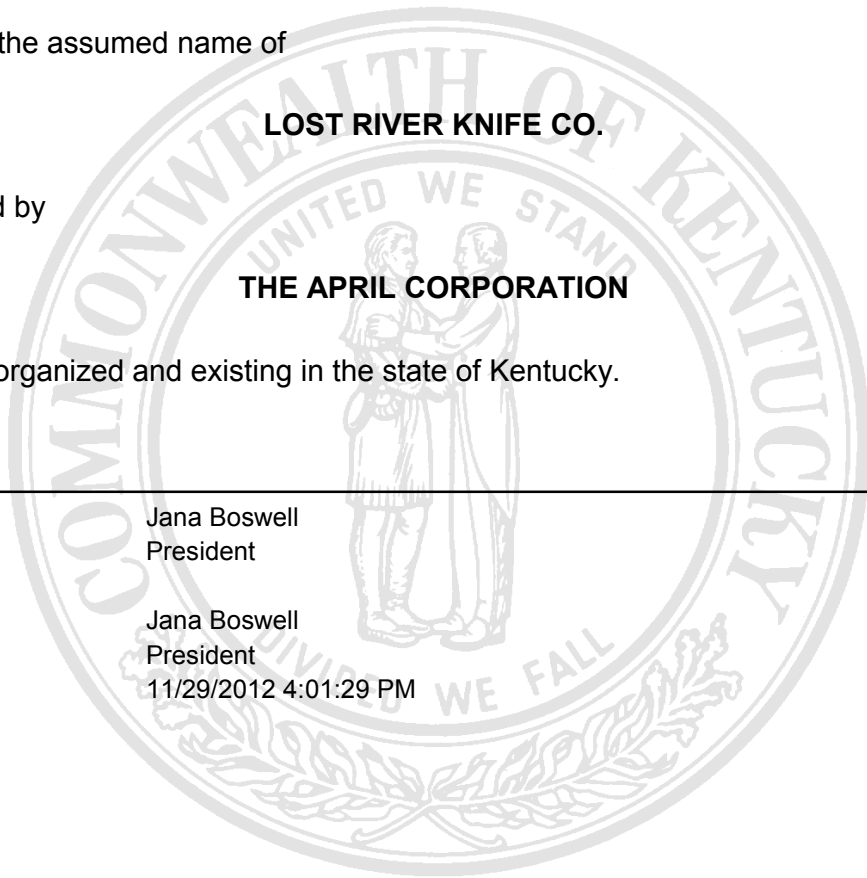 the assumed name of
LOST RIVER KNIFE CO.
d by
THE APRIL CORPORATION
organized and existing in the state of Kentucky.
Jana Boswell
President
Jana Boswell
President
11/29/2012 4:01:29 PM
COMMONWEALTH OF KENTUCKY
UNITED WE STAND
DIVIDED WE FALL